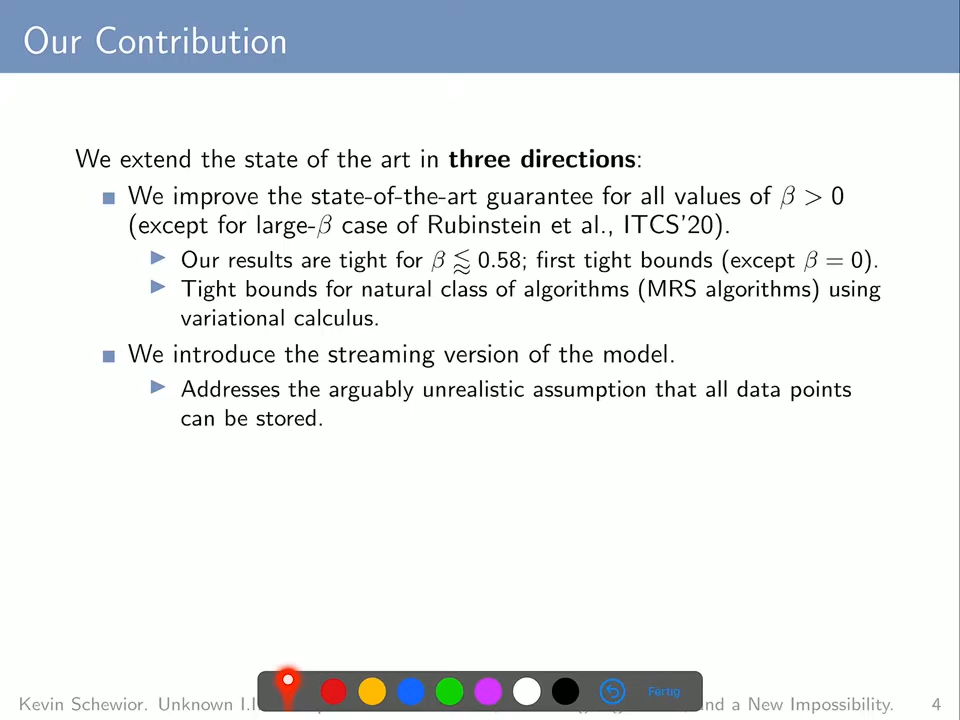 Our Contribution
We extend the state of the art in three directions:
We improve the state-of-the-art guarantee for all values of β > 0
(except for large-β case of Rubinstein et al., ITCS'20).
Our results are tight for β ⪅ 0.58; first tight bounds (except β = 0).
Tight bounds for natural class of algorithms (MRS algorithms) using
variational calculus.
We introduce the streaming version of the model.
Addresses the arguably unrealistic assumption that all data points
can be stored.
Fertig
Kevin Schewior. Unknown and a New Impossibility. 4